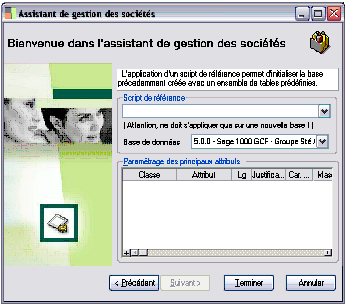 Assistant de gestion des sociétés
Bienvenue dans l'assistant de gestion des sociétés
L'application d'un script de référence permet d'initialiser la base
précédamment créée avec un ensemble de tables prédéfinies.
Script de référence
( Attention, ne doit s'appliquer que sur une nouvelle base ! )
Base de données 5.0.0 - Sage 1000 GCF - Groupe Sté /
Paramétrage des principaux attributs
Classe Attribut Lg Justifica... Car. ... Mas
< Précédent Suivante Terminer Annuler